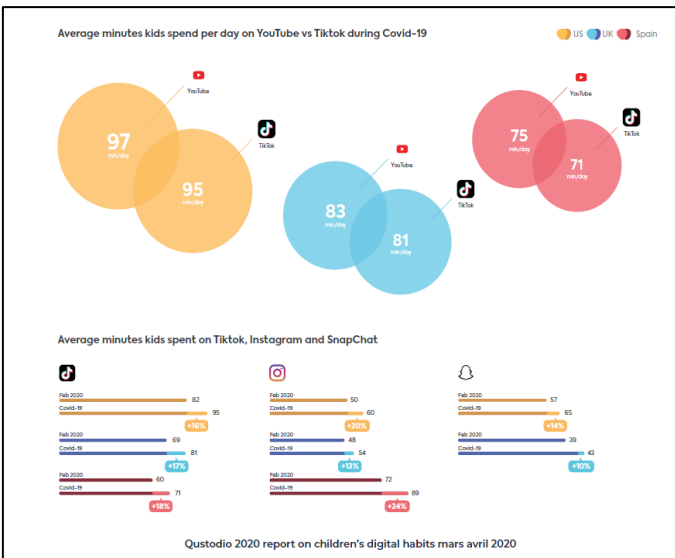 Average minutes kids spend per day on YouTube vs Tiktok during Covid-19
US UK Spain
97
min/day
YouTube
95
min/day
TikTok
83
min/day
YouTube
81
min/day
TikTok
75
min/day
YouTube
71
min/day
TikTok
Average minutes kids spent on Tiktok, Instagram and SnapChat
Feb 2020 82
Covid-19 95
+16%
Feb 2020 69
Covid-19 81
+17%
Feb 2020 60
Covid-19 71
+18%
Feb 2020 50
Covid-19 60
+20%
Feb 2020 48
Covid-19 54
+13%
Feb 2020 72
Covid-19 89
+24%
Feb 2020 57
Covid-19 65
+14%
Feb 2020 39
Covid-19 43
+10%
Qustodio 2020 report on children's digital habits mars avril 2020